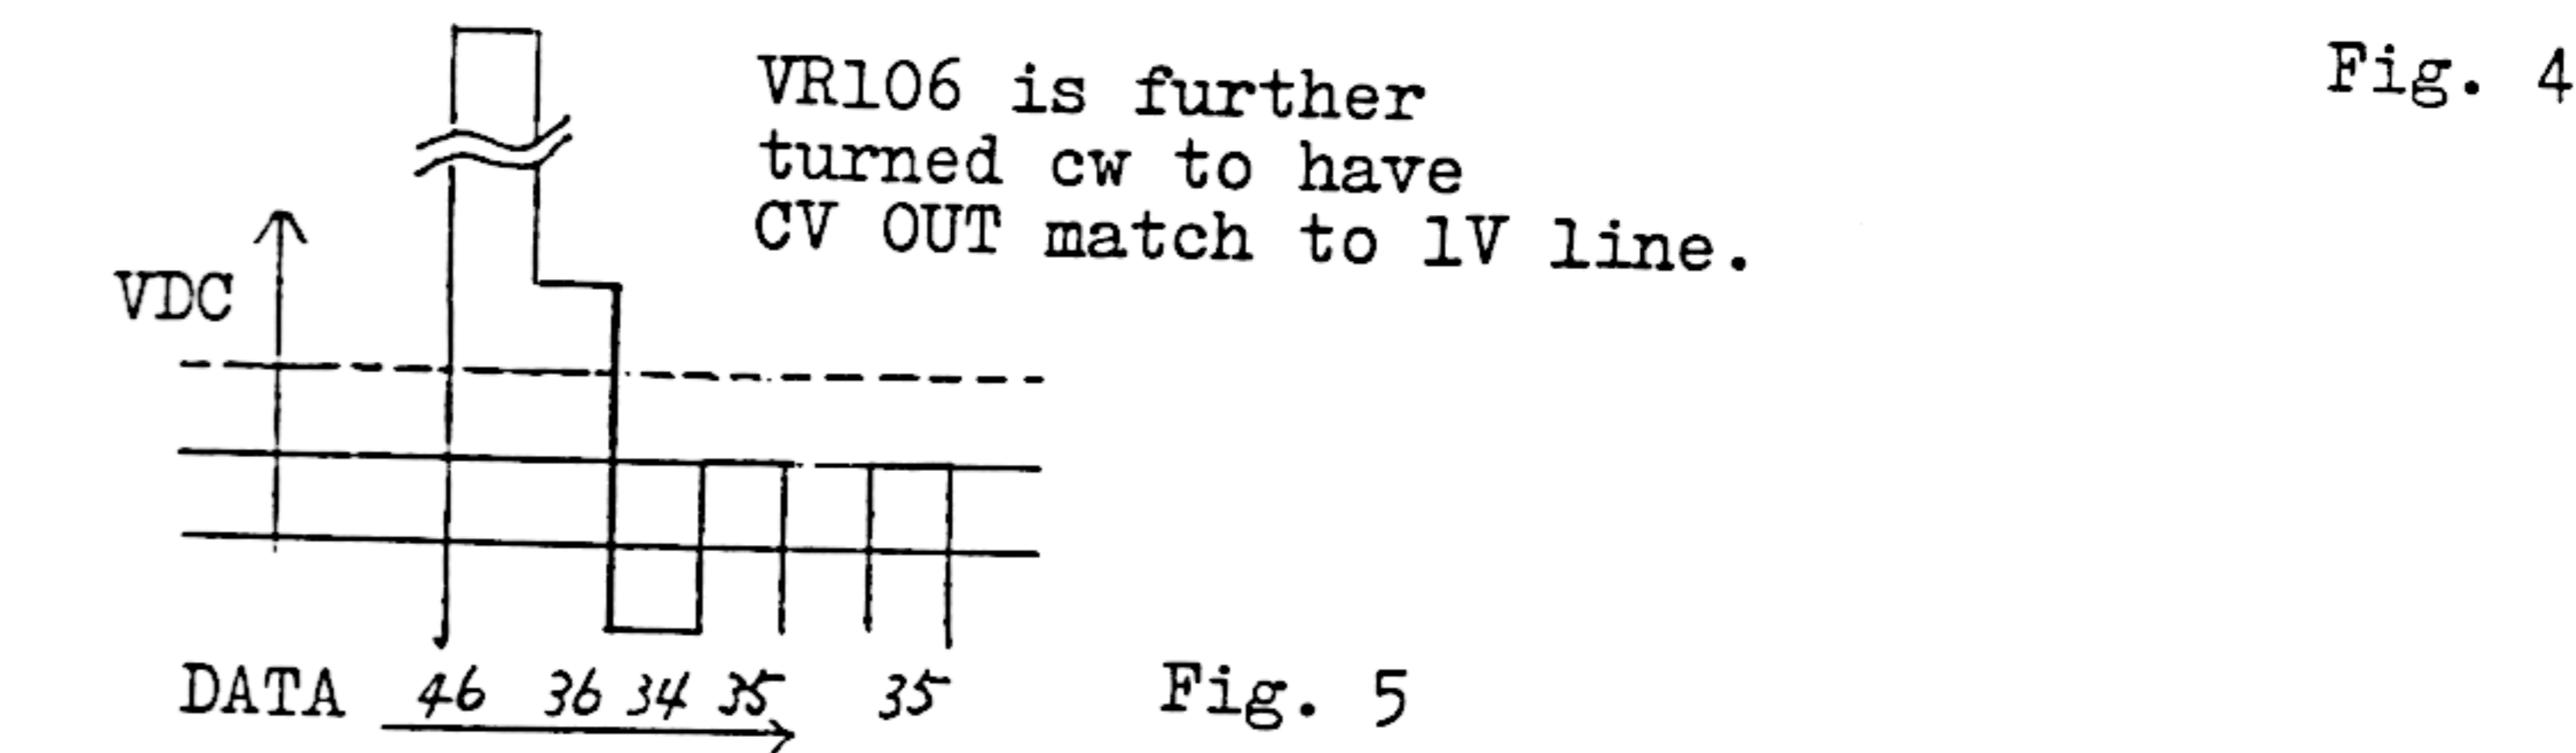 VR106 is further
turned cw to have
CV OUT match to 1V line.
Fig. 4
VDC
DATA 46 36 34 35 35
Fig. 5